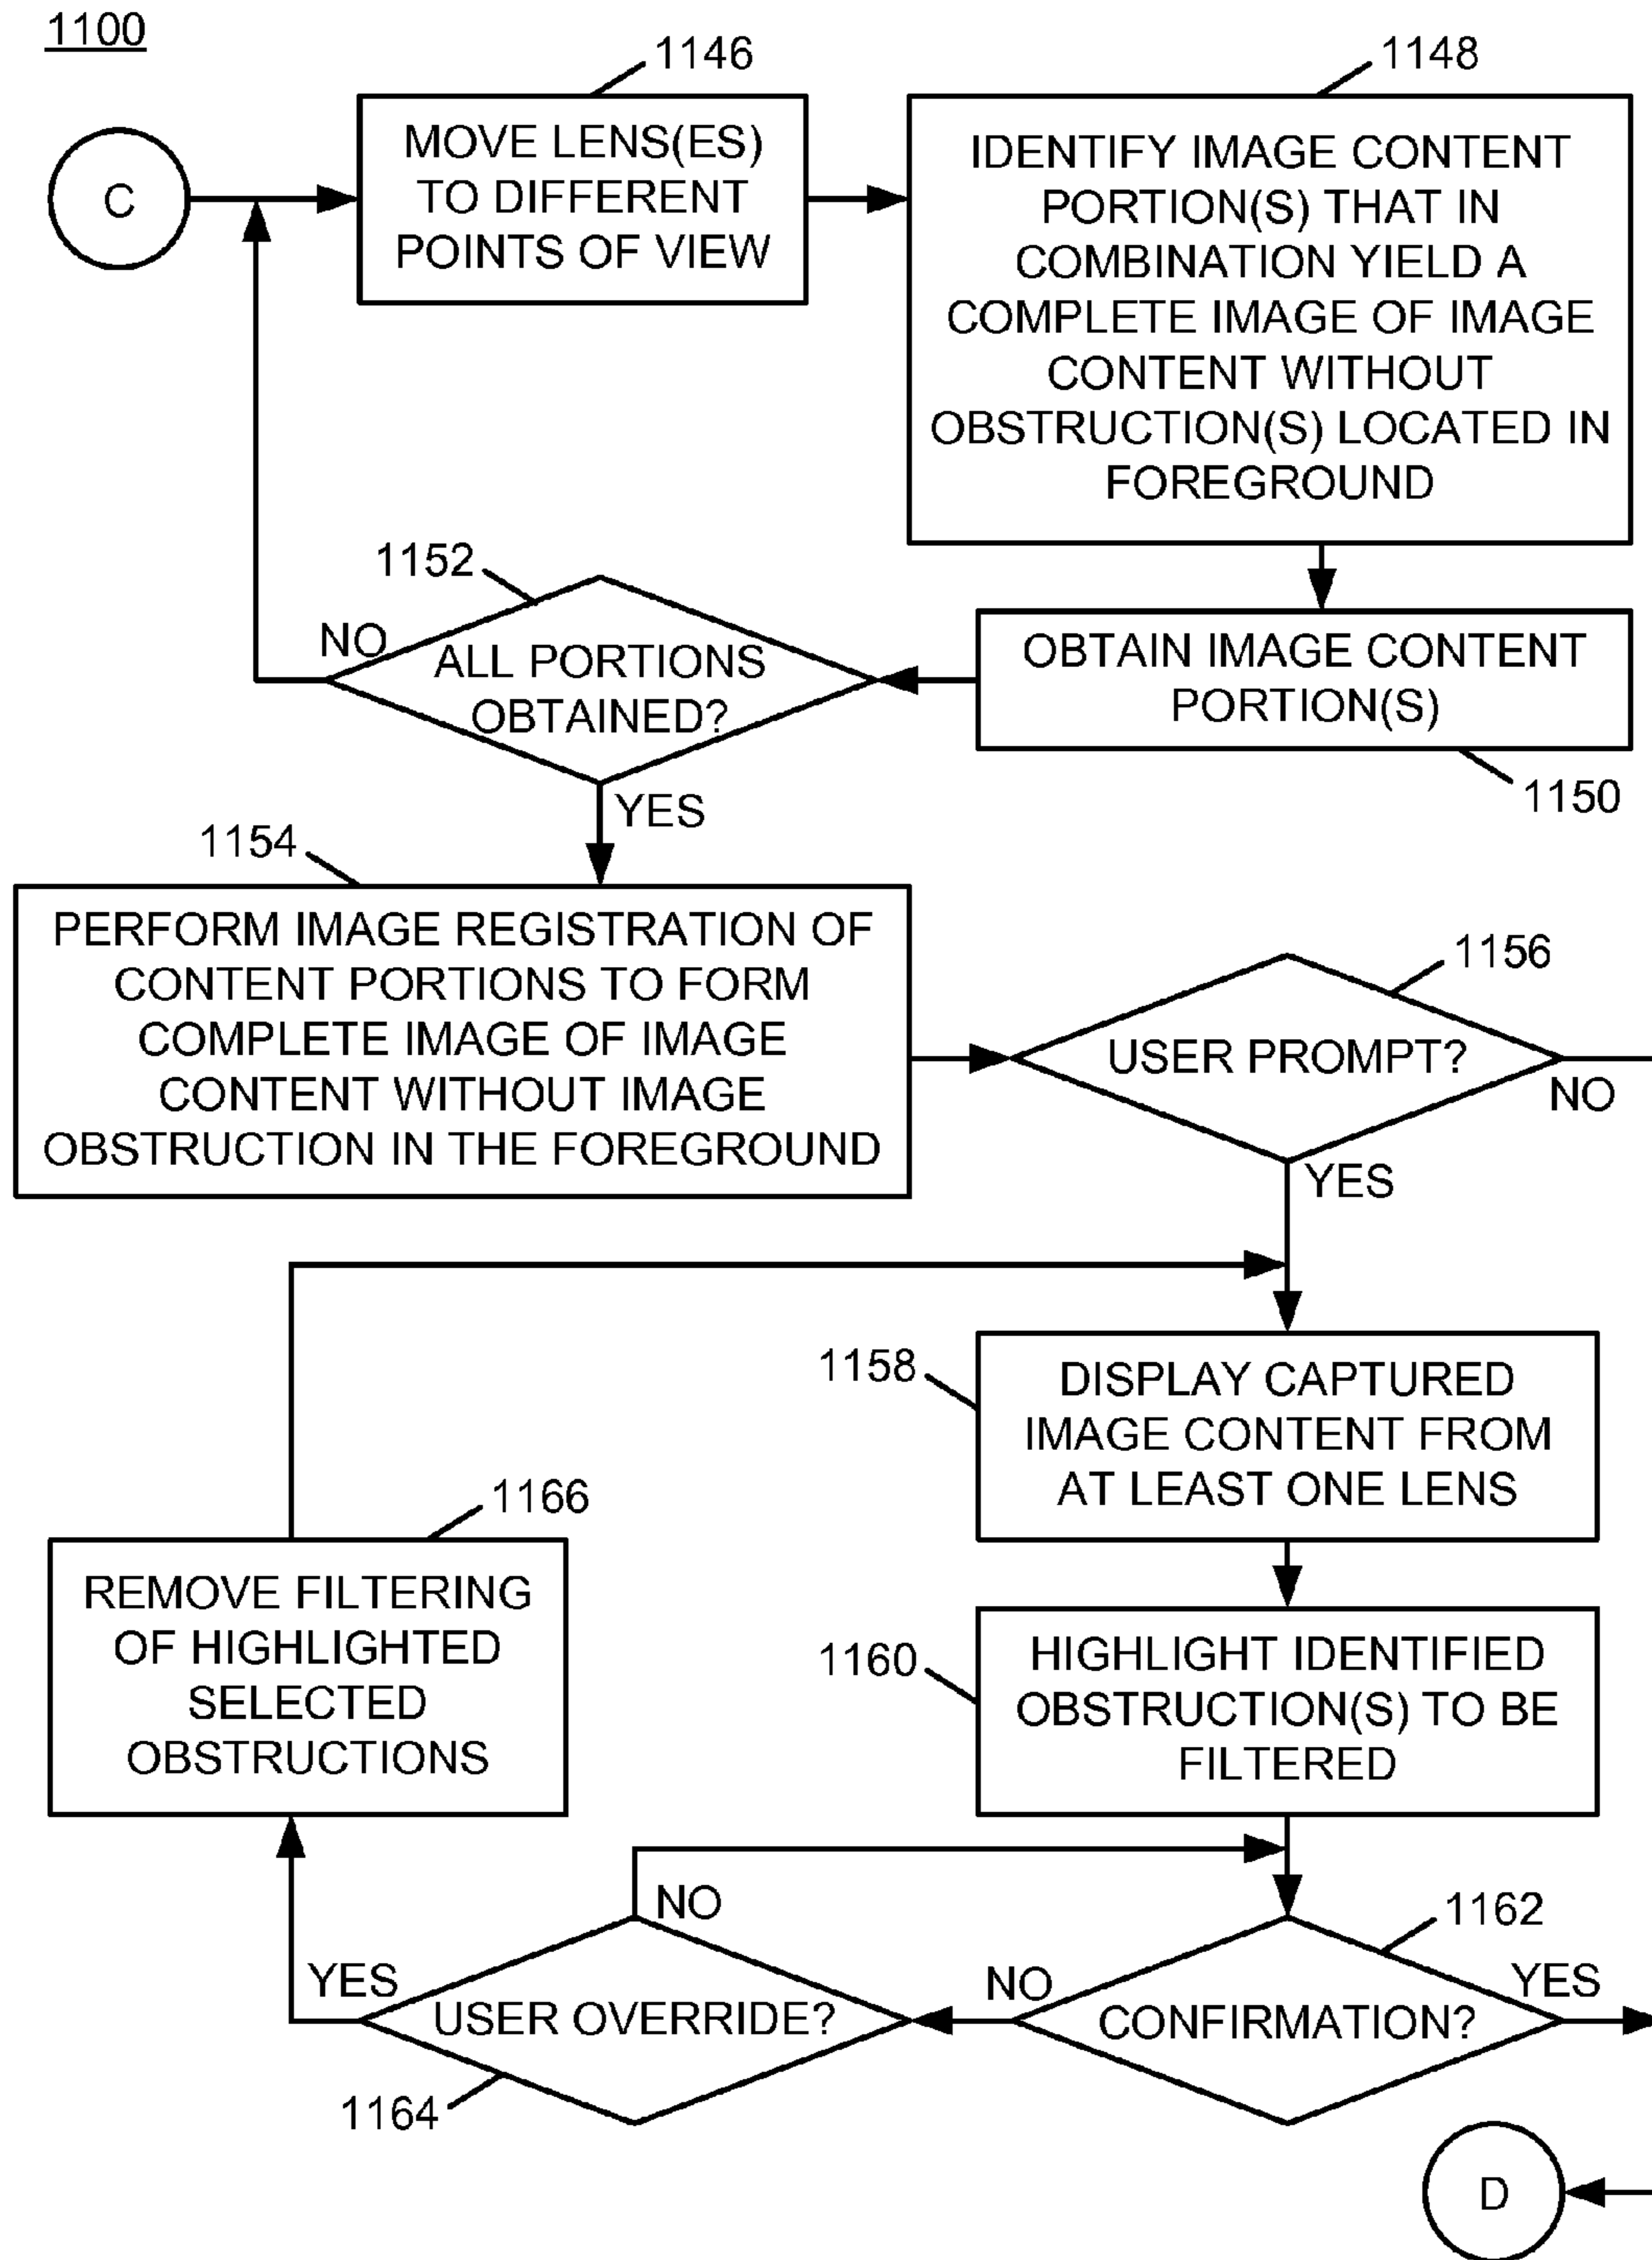 1100
1146
1148
C
MOVE LENS(ES)
TO DIFFERENT
POINTS OF VIEW
IDENTIFY IMAGE CONTENT
PORTION(S) THAT IN
COMBINATION YIELD A
COMPLETE IMAGE OF IMAGE
CONTENT WITHOUT
OBSTRUCTION(S) LOCATED IN
FOREGROUND
1152
NO
ALL PORTIONS
OBTAINED?
YES
OBTAIN IMAGE CONTENT
PORTION(S)
1150
1154
PERFORM IMAGE REGISTRATION OF
CONTENT PORTIONS TO FORM
COMPLETE IMAGE OF IMAGE
CONTENT WITHOUT IMAGE
OBSTRUCTION IN THE FOREGROUND
1156
USER PROMPT?
NO
YES
1158
DISPLAY CAPTURED
IMAGE CONTENT FROM
AT LEAST ONE LENS
1166
REMOVE FILTERING
OF HIGHLIGHTED
SELECTED
OBSTRUCTIONS
1160
HIGHLIGHT IDENTIFIED
OBSTRUCTION(S) TO BE
FILTERED
NO
1162
YES
USER OVERRIDE?
NO
CONFIRMATION?
YES
1164
D